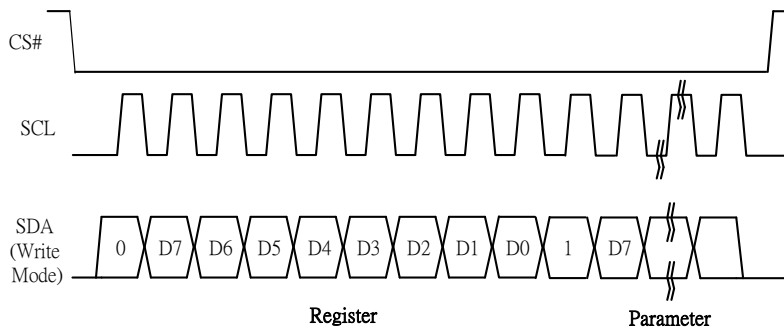 CS#
SCL
SDA
(Write
Mode)
0 D7 D6 D5 D4 D3 D2 D1 D0 1 D7
Register Parameter